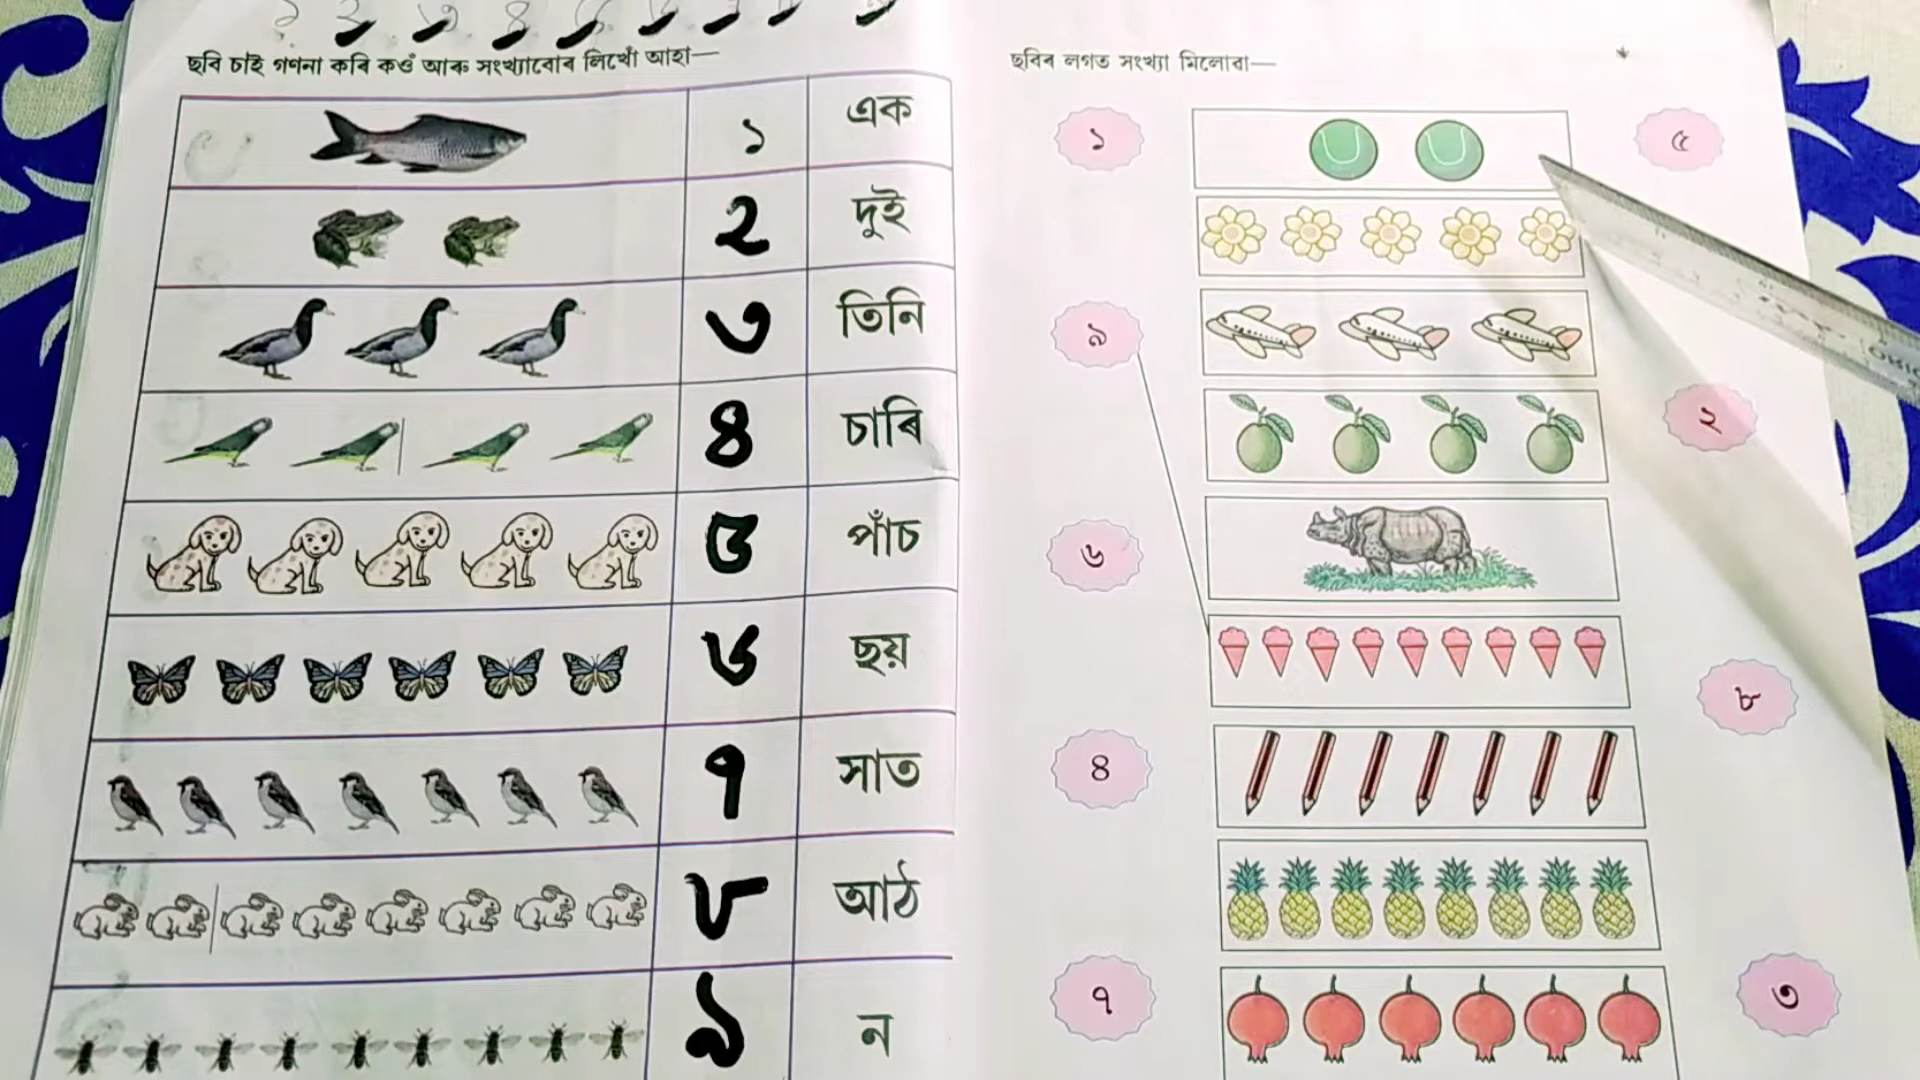 ছবি চাই গণনা কৰি কওঁ আৰু সংখ্যাবোৰ লিখোঁ আহা—
১ এক
২ দুই
৩ তিনি
৪ চাৰি
৫ পাঁচ
৬ ছয়
৭ সাত
৮ আঠ
৯ ন
ছবিৰ লগত সংখ্যা মিলোৱা—
১
৫
৯
২
৬
৮
৪
৭
৩